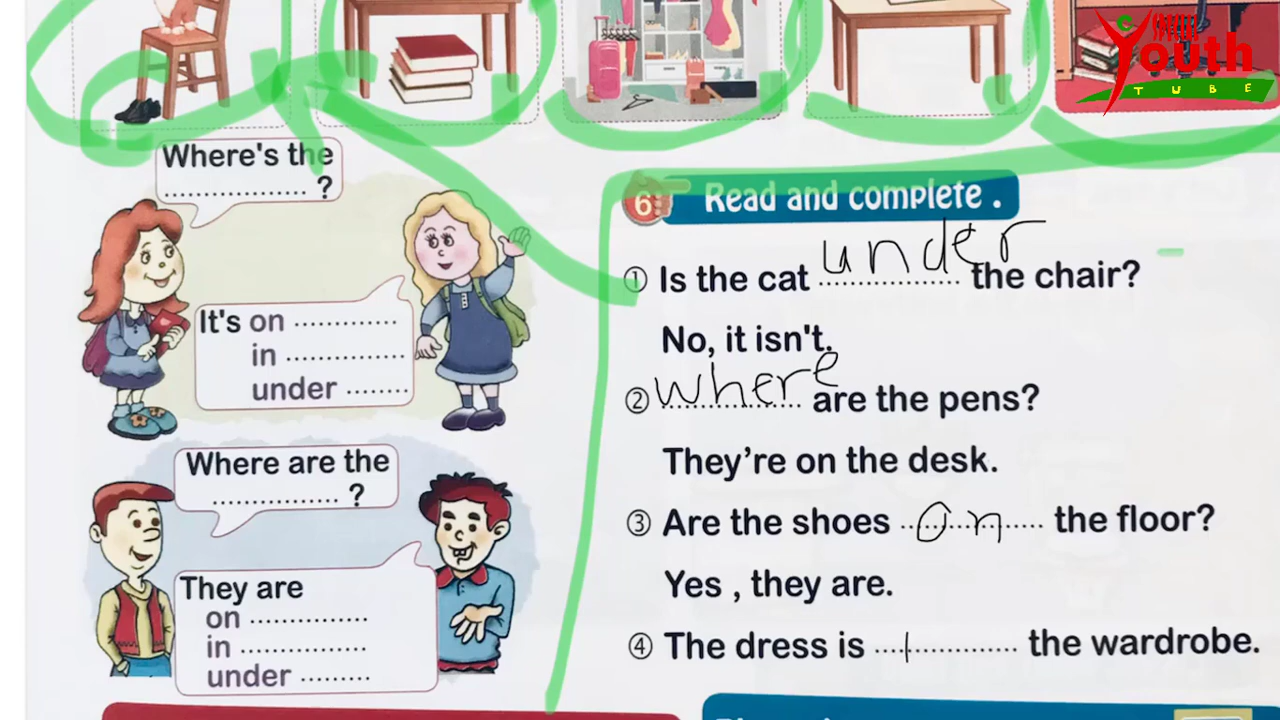 Youth
TUBE
Where's the
.................. ?
It's on .............
in ...............
under ........
Where are the
................ ?
They are
on ...............
in ................
under .........
6 Read and complete .
① Is the cat under the chair?
No, it isn't.
② where are the pens?
They're on the desk.
③ Are the shoes on the floor?
Yes , they are.
④ The dress is .................. the wardrobe.